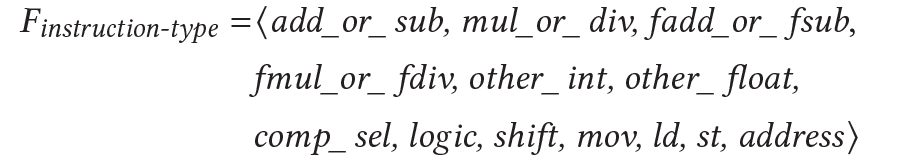 F_instruction-type =⟨add_or_ sub, mul_or_ div, fadd_or_ fsub,
fmul_or_ fdiv, other_ int, other_ float,
comp_ sel, logic, shift, mov, ld, st, address⟩